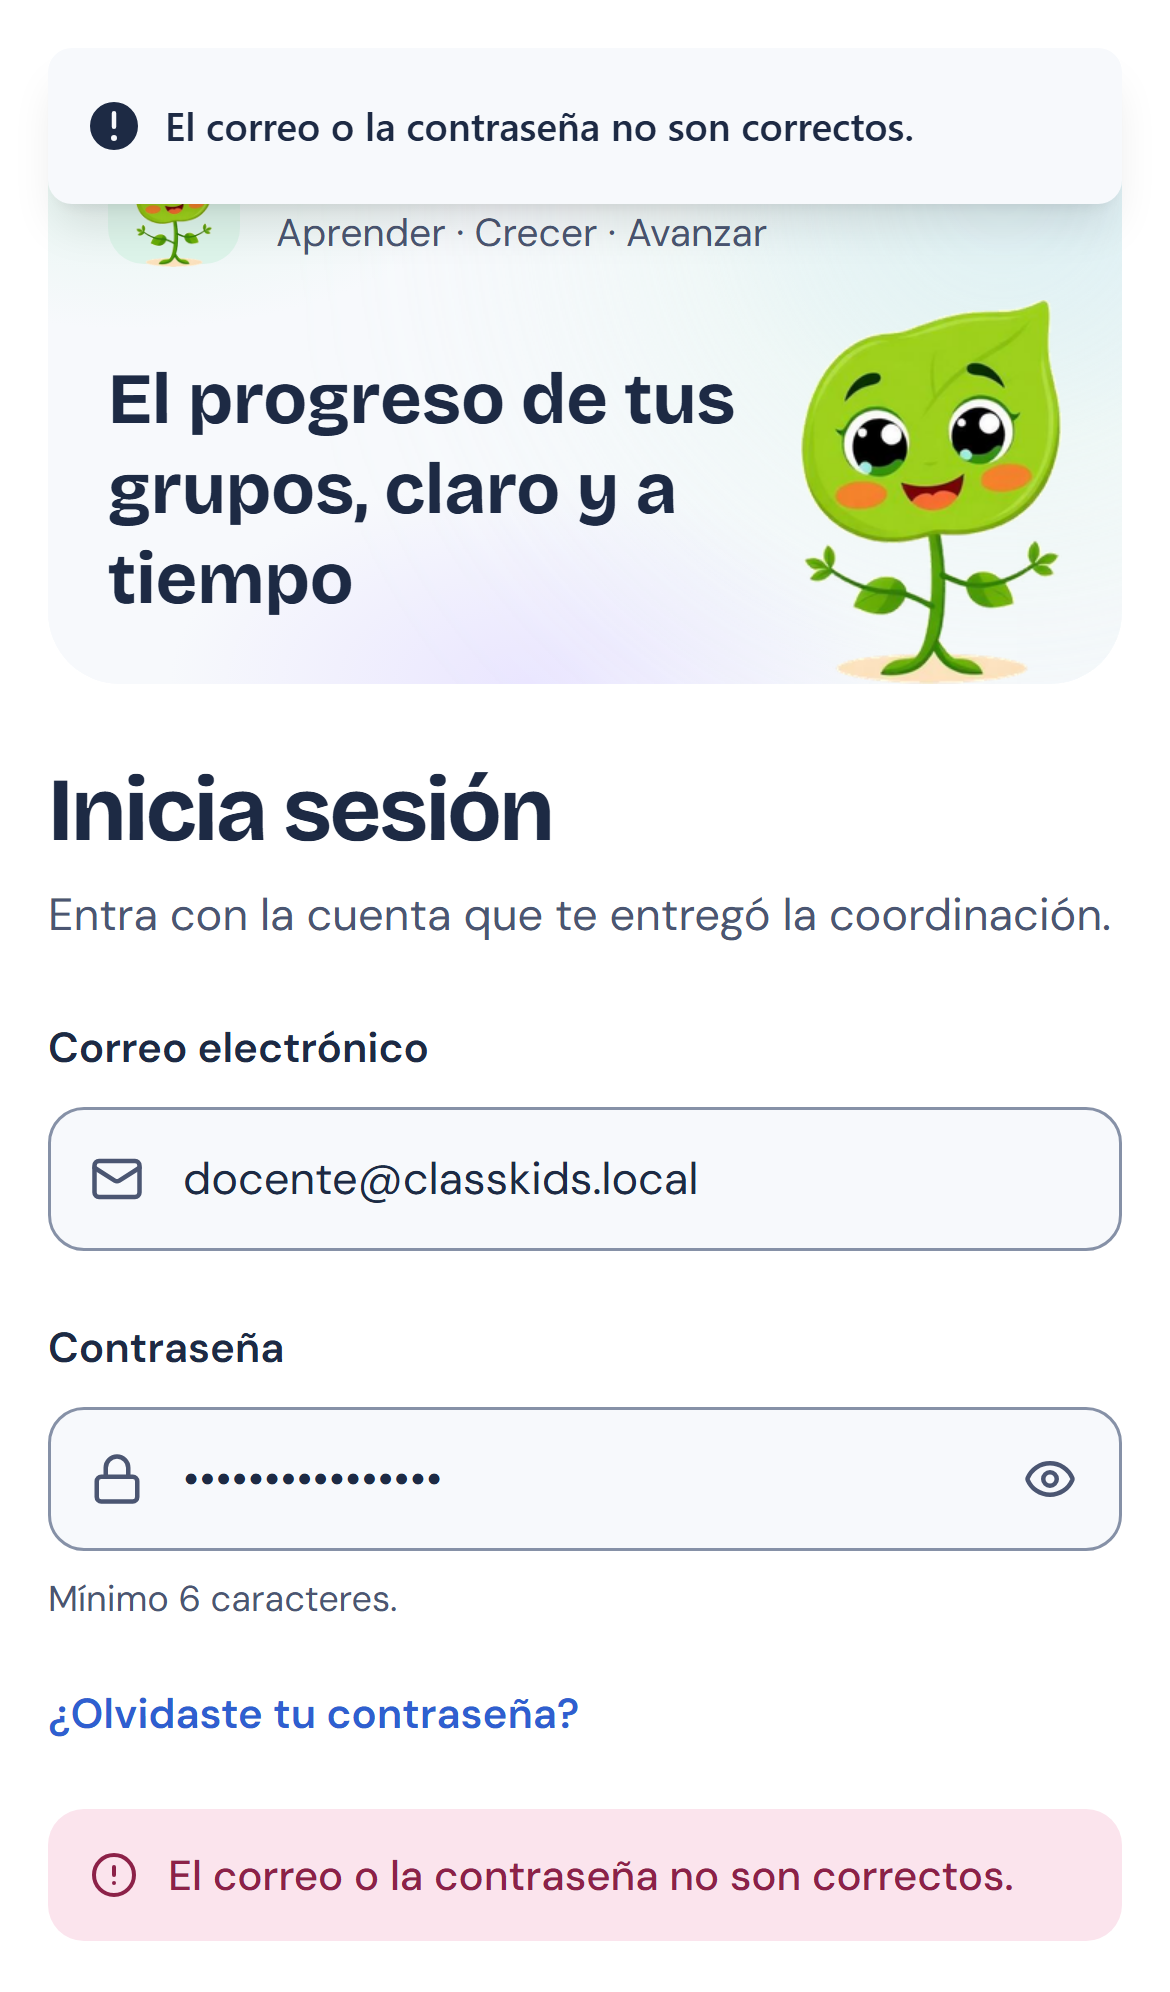 El correo o la contraseña no son correctos.
Aprender · Crecer · Avanzar
El progreso de tus
grupos, claro y a
tiempo
Inicia sesión
Entra con la cuenta que te entregó la coordinación.
Correo electrónico
docente@classkids.local
Contraseña
••••••••••••••••
Mínimo 6 caracteres.
¿Olvidaste tu contraseña?
El correo o la contraseña no son correctos.